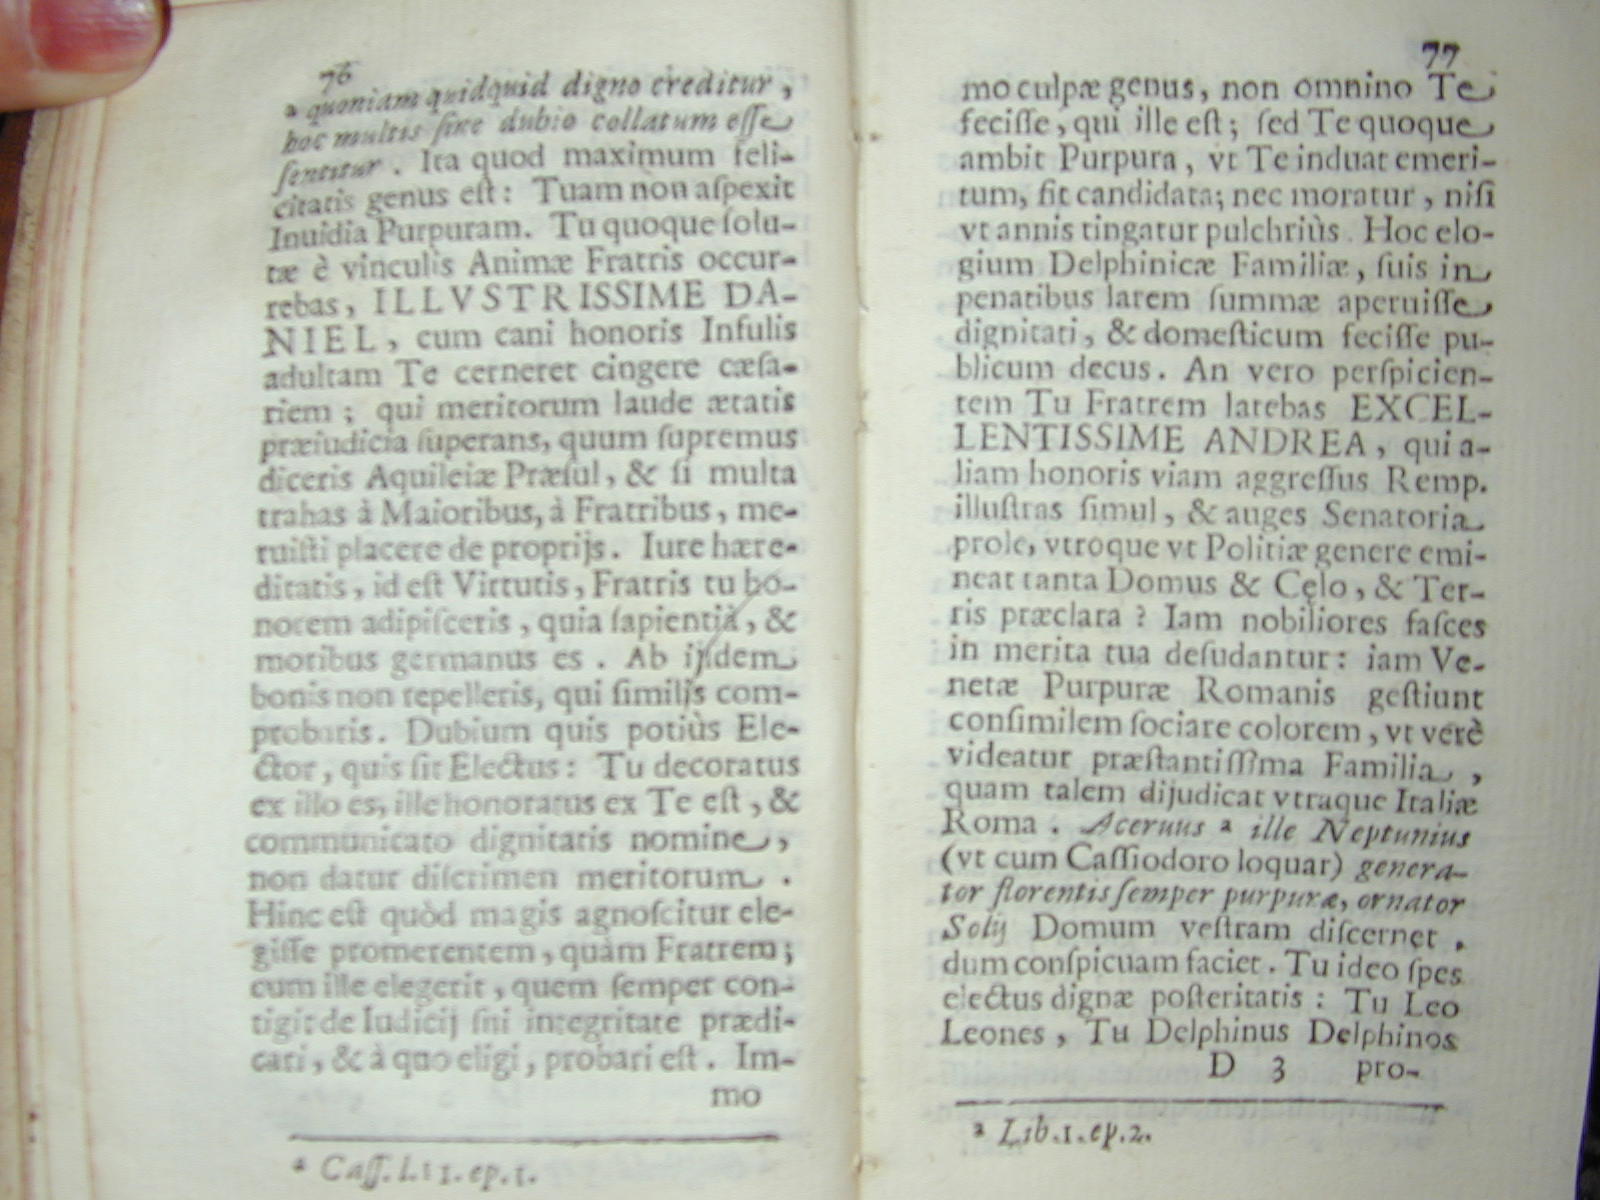 76
a quoniam quidquid digno creditur,
hoc multis sine dubio collatum esse
sentitur. Ita quod maximum feli-
citatis genus est: Tuam non aſpexit
Inuidia Purpuram. Tu quoque ſolu-
tæ è vinculis Animæ Fratris occur-
rebas, ILLVSTRISSIME DA-
NIEL, cum cani honoris Infulis
adultam Te cerneret cingere cæſa-
riem; qui meritorum laude ætatis
præiudicia ſuperans, quum ſupremus
diceris Aquileiæ Præſul, & ſi multa
trahas à Maioribus, à Fratribus, me-
ruiſti placere de proprijs. Iure hære-
ditatis, id eſt Virtutis, Fratris tu ho-
norem adipiſceris, quia ſapientià, &
moribus germanus es. Ab ijſdem
bonis non repelleris, qui ſimilis com-
probaris. Dubium quis potiùs Ele-
ctor, quis ſit Electus: Tu decoratus
ex illo es, ille honoratus ex Te eſt, &
communicato dignitatis nomine,
non datur diſcrimen meritorum.
Hinc eſt quòd magis agnoſcitur ele-
giſſe promerentem, quàm Fratrem;
cum ille elegerit, quem ſemper con-
tigit de Iudicij ſni integritate prædi-
cari, & à quo eligi, probari eſt. Im-
mo
a Caſſ. l. 11. ep. 1.
77
mo culpæ genus, non omnino Te
feciſſe, qui ille eſt; ſed Te quoque
ambit Purpura, vt Te induat emeri-
tum, fit candidata; nec moratur, niſi
vt annis tingatur pulchriùs. Hoc elo-
gium Delphinicæ Familiæ, ſuis in
penatibus larem ſummæ aperuiſſe
dignitati, & domeſticum feciſſe pu-
blicum decus. An vero perſpicien-
tem Tu Fratrem latebas EXCEL-
LENTISSIME ANDREA, qui a-
liam honoris viam aggreſſus Remp.
illuſtras ſimul, & auges Senatoria
prole, vtroque vt Politiæ genere emi-
neat tanta Domus & Cęlo, & Ter-
ris præclara? Iam nobiliores faſces
in merita tua deſudantur: iam Ve-
netæ Purpuræ Romanis geſtiunt
conſimilem ſociare colorem, vt verè
videatur præſtantiſſima Familia,
quam talem dijudicat vtraque Italiæ
Roma. Aceruus a ille Neptunius
(vt cum Caſſiodoro loquar) genera-
tor florentis ſemper purpuræ, ornator
Solij Domum veſtram diſcernet,
dum conſpicuam faciet. Tu ideo ſpes
electus dignæ poſteritatis: Tu Leo
Leones, Tu Delphinus Delphinos
D 3 pro-
a Lib. 1. ep. 2.